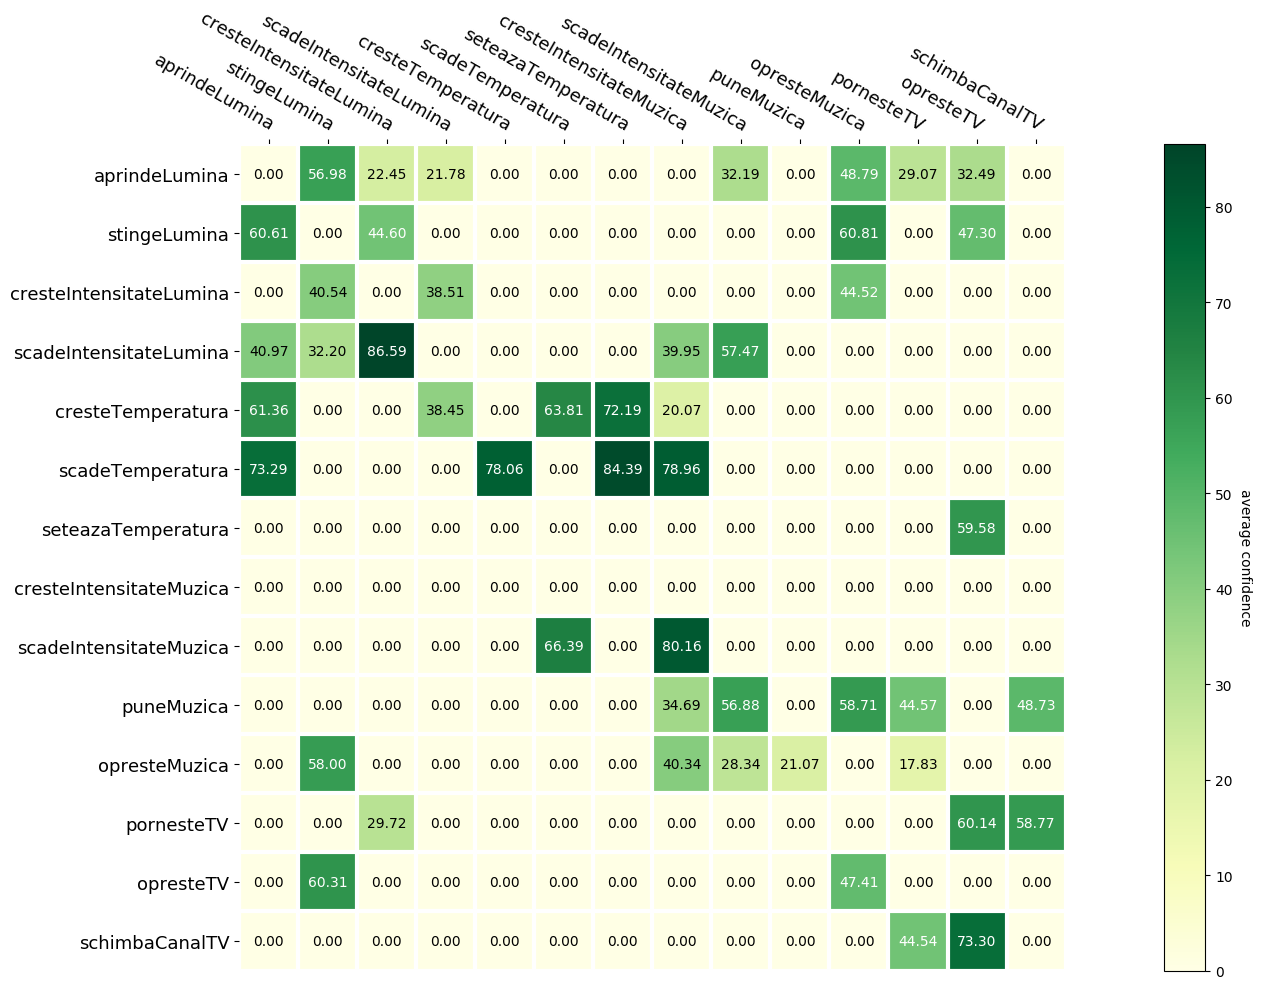 aprindeLumina
stingeLumina
cresteIntensitateLumina
scadeIntensitateLumina
cresteTemperatura
scadeTemperatura
seteazaTemperatura
cresteIntensitateMuzica
scadeIntensitateMuzica
puneMuzica
opresteMuzica
pornesteTV
opresteTV
schimbaCanalTV
aprindeLumina 0.00 56.98 22.45 21.78 0.00 0.00 0.00 0.00 32.19 0.00 48.79 29.07 32.49 0.00
stingeLumina 60.61 0.00 44.60 0.00 0.00 0.00 0.00 0.00 0.00 0.00 60.81 0.00 47.30 0.00
cresteIntensitateLumina 0.00 40.54 0.00 38.51 0.00 0.00 0.00 0.00 0.00 0.00 44.52 0.00 0.00 0.00
scadeIntensitateLumina 40.97 32.20 86.59 0.00 0.00 0.00 0.00 39.95 57.47 0.00 0.00 0.00 0.00 0.00
cresteTemperatura 61.36 0.00 0.00 38.45 0.00 63.81 72.19 20.07 0.00 0.00 0.00 0.00 0.00 0.00
scadeTemperatura 73.29 0.00 0.00 0.00 78.06 0.00 84.39 78.96 0.00 0.00 0.00 0.00 0.00 0.00
seteazaTemperatura 0.00 0.00 0.00 0.00 0.00 0.00 0.00 0.00 0.00 0.00 0.00 0.00 59.58 0.00
cresteIntensitateMuzica 0.00 0.00 0.00 0.00 0.00 0.00 0.00 0.00 0.00 0.00 0.00 0.00 0.00 0.00
scadeIntensitateMuzica 0.00 0.00 0.00 0.00 0.00 66.39 0.00 80.16 0.00 0.00 0.00 0.00 0.00 0.00
puneMuzica 0.00 0.00 0.00 0.00 0.00 0.00 0.00 34.69 56.88 0.00 58.71 44.57 0.00 48.73
opresteMuzica 0.00 58.00 0.00 0.00 0.00 0.00 0.00 40.34 28.34 21.07 0.00 17.83 0.00 0.00
pornesteTV 0.00 0.00 29.72 0.00 0.00 0.00 0.00 0.00 0.00 0.00 0.00 0.00 60.14 58.77
opresteTV 0.00 60.31 0.00 0.00 0.00 0.00 0.00 0.00 0.00 0.00 47.41 0.00 0.00 0.00
schimbaCanalTV 0.00 0.00 0.00 0.00 0.00 0.00 0.00 0.00 0.00 0.00 0.00 44.54 73.30 0.00
80
70
60
50
40
30
20
10
0
average confidence